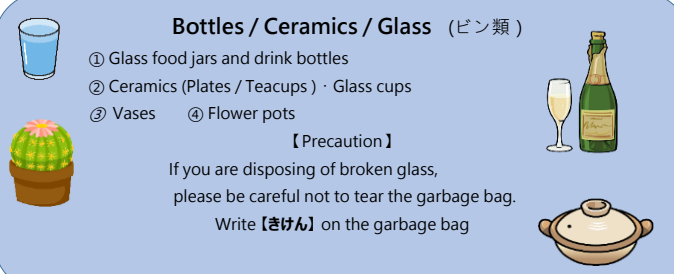 Bottles / Ceramics / Glass (ビン類)
① Glass food jars and drink bottles
② Ceramics (Plates / Teacups)・Glass cups
③ Vases ④ Flower pots
【Precaution】
If you are disposing of broken glass,
please be careful not to tear the garbage bag.
Write【きけん】on the garbage bag